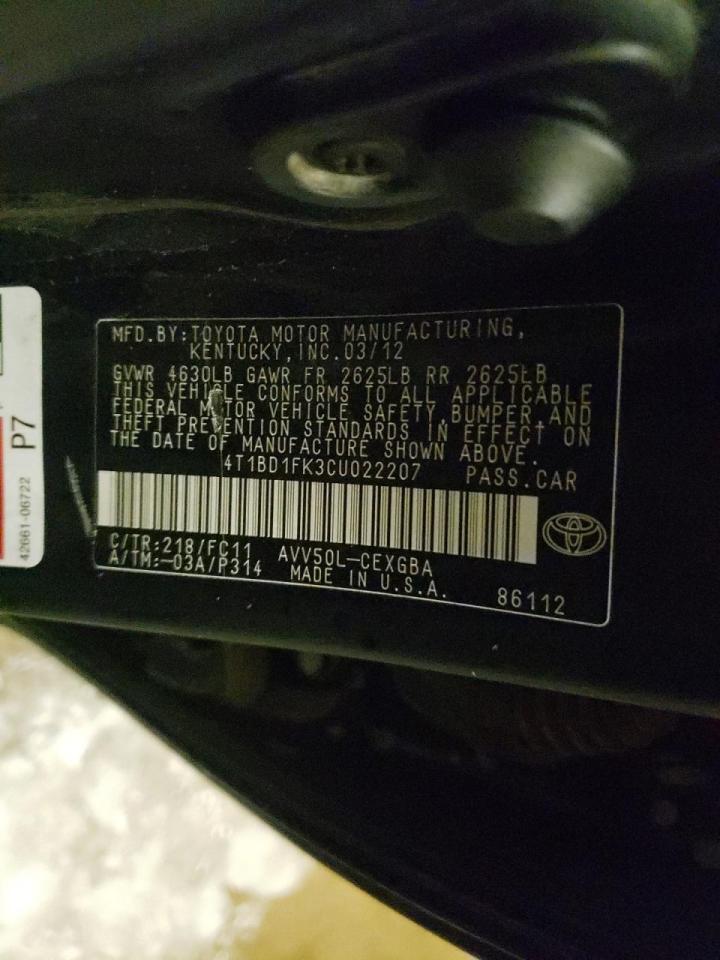 MFD.BY:TOYOTA MOTOR MANUFACTURING,
KENTUCKY,INC.03/12
GVWR 4630LB GAWR FR 2625LB RR 2625LB
THIS VEHICLE CONFORMS TO ALL APPLICABLE
FEDERAL MOTOR VEHICLE SAFETY,BUMPER,AND
THEFT PREVENTION STANDARDS IN EFFECT ON
THE DATE OF MANUFACTURE SHOWN ABOVE.
4T1BD1FK3CU022207 PASS.CAR
C/TR:218/FC11 AVV50L-CEXGBA
A/TM:-03A/P314 MADE IN U.S.A.
86112
P7
42661-06722